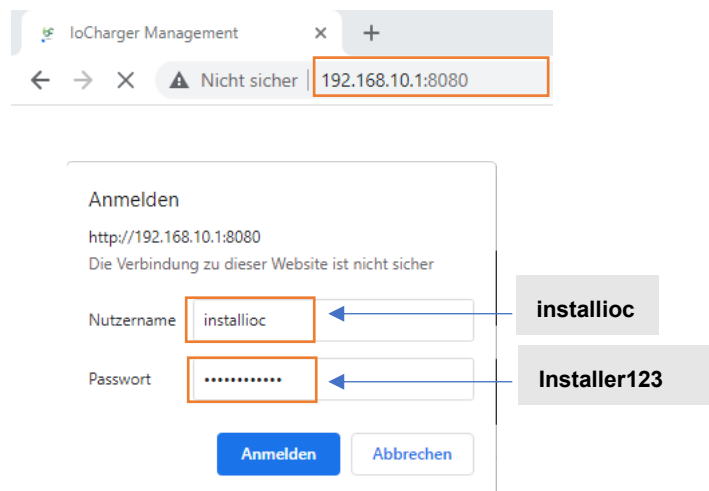 IoCharger Management
Nicht sicher | 192.168.10.1:8080
Anmelden
http://192.168.10.1:8080
Die Verbindung zu dieser Website ist nicht sicher
Nutzername installioc
installioc
Passwort ••••••••••••
Installer123
Anmelden Abbrechen